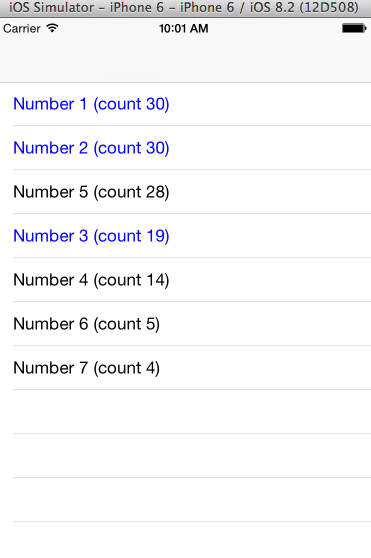 iOS Simulator - iPhone 6 - iPhone 6 / iOS 8.2 (12D508)
Carrier 10:01 AM
Number 1 (count 30)
Number 2 (count 30)
Number 5 (count 28)
Number 3 (count 19)
Number 4 (count 14)
Number 6 (count 5)
Number 7 (count 4)